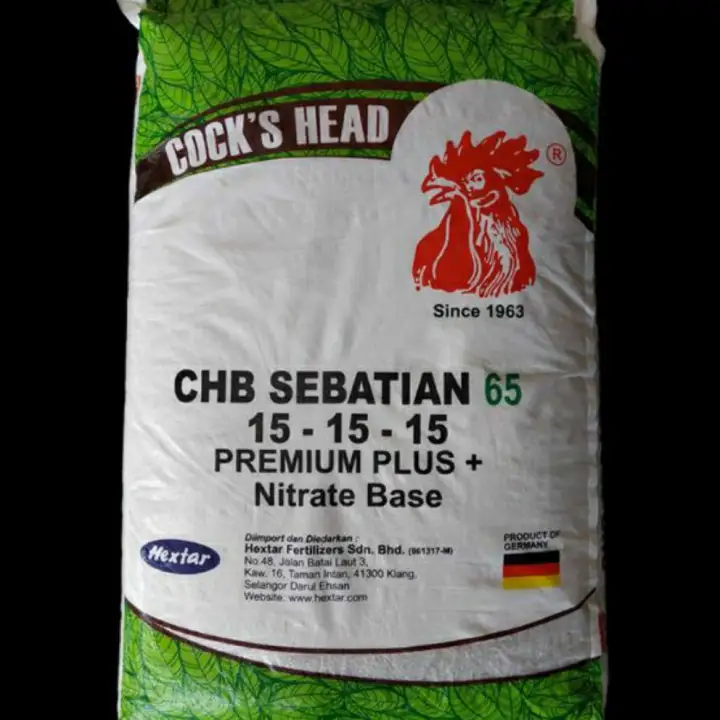 COCK'S HEAD
®
Since 1963
CHB SEBATIAN 65
15 - 15 - 15
PREMIUM PLUS +
Nitrate Base
Diimport dan Diedarkan :
Hextar Fertilizers Sdn. Bhd. (661317-M)
No.48, Jalan Batai Laut 3,
Kaw. 16, Taman Intan, 41300 Klang,
Selangor Darul Ehsan
Website: www.hextar.com
Hextar
PRODUCT OF
GERMANY